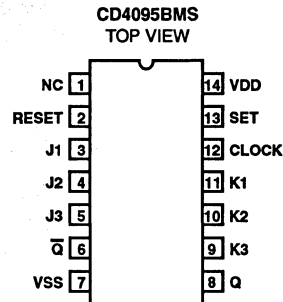 CD4095BMS
TOP VIEW
NC 1 14 VDD
RESET 2 13 SET
J1 3 12 CLOCK
J2 4 11 K1
J3 5 10 K2
Q̅ 6 9 K3
VSS 7 8 Q